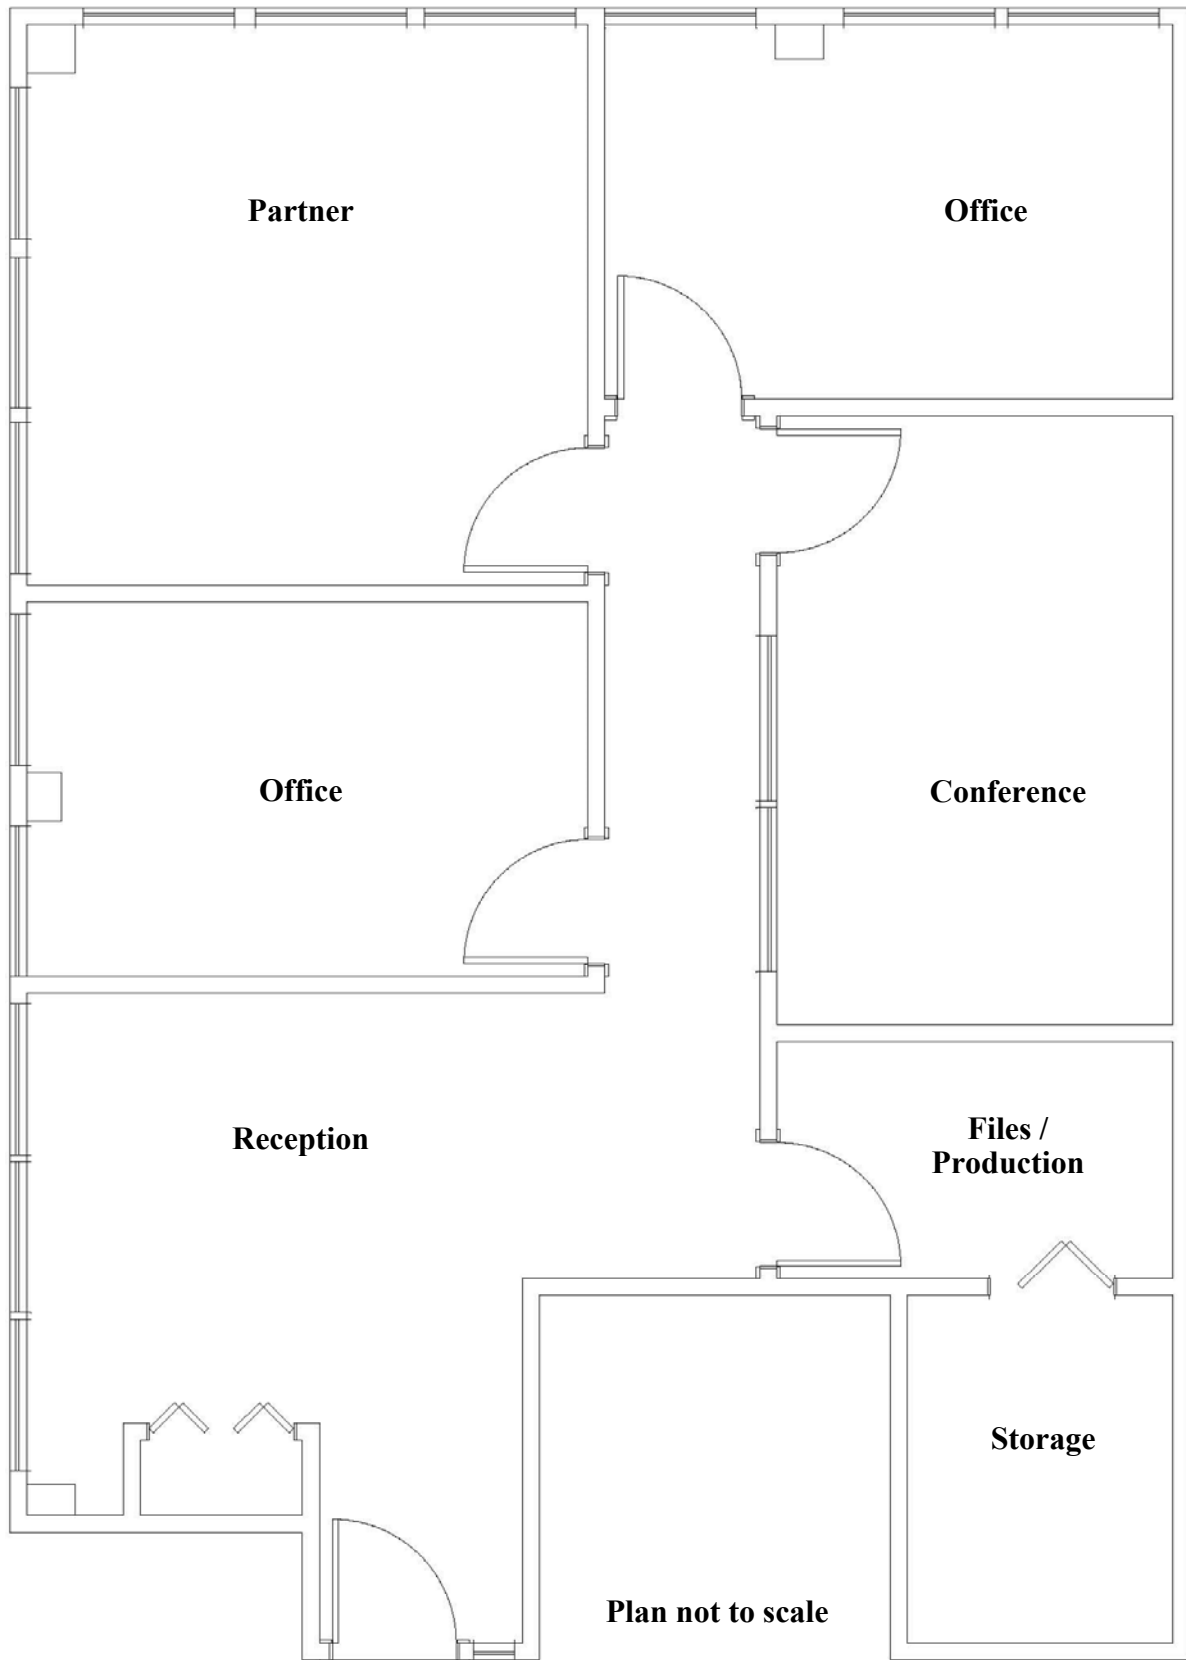 Partner
Office
Office
Conference
Reception
Files /
Production
Storage
Plan not to scale